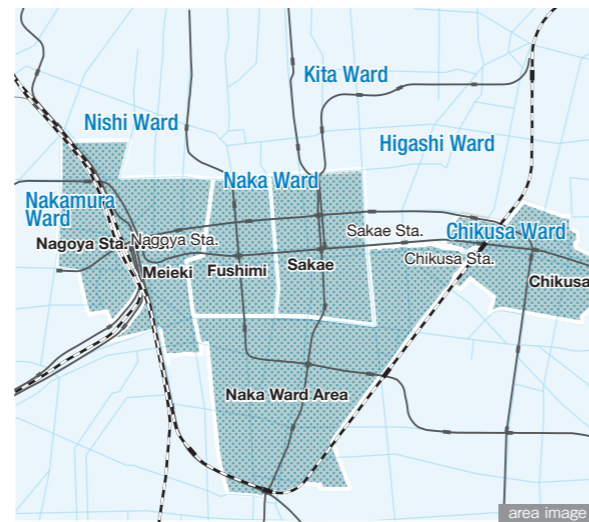 Kita Ward
Nishi Ward
Higashi Ward
Naka Ward
Nakamura
Ward
Chikusa Ward
Nagoya Sta.
Nagoya Sta.
Sakae Sta.
Chikusa Sta.
Meieki
Fushimi
Sakae
Chikusa
Naka Ward Area
area image